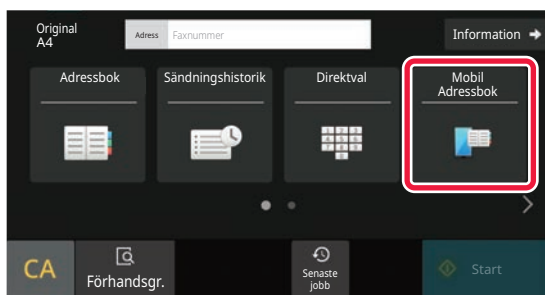 Original
A4
Adress Faxnummer
Information
Adressbok
Sändningshistorik
Direktval
Mobil
Adressbok
CA
Förhandsgr.
Senaste
jobb
Start